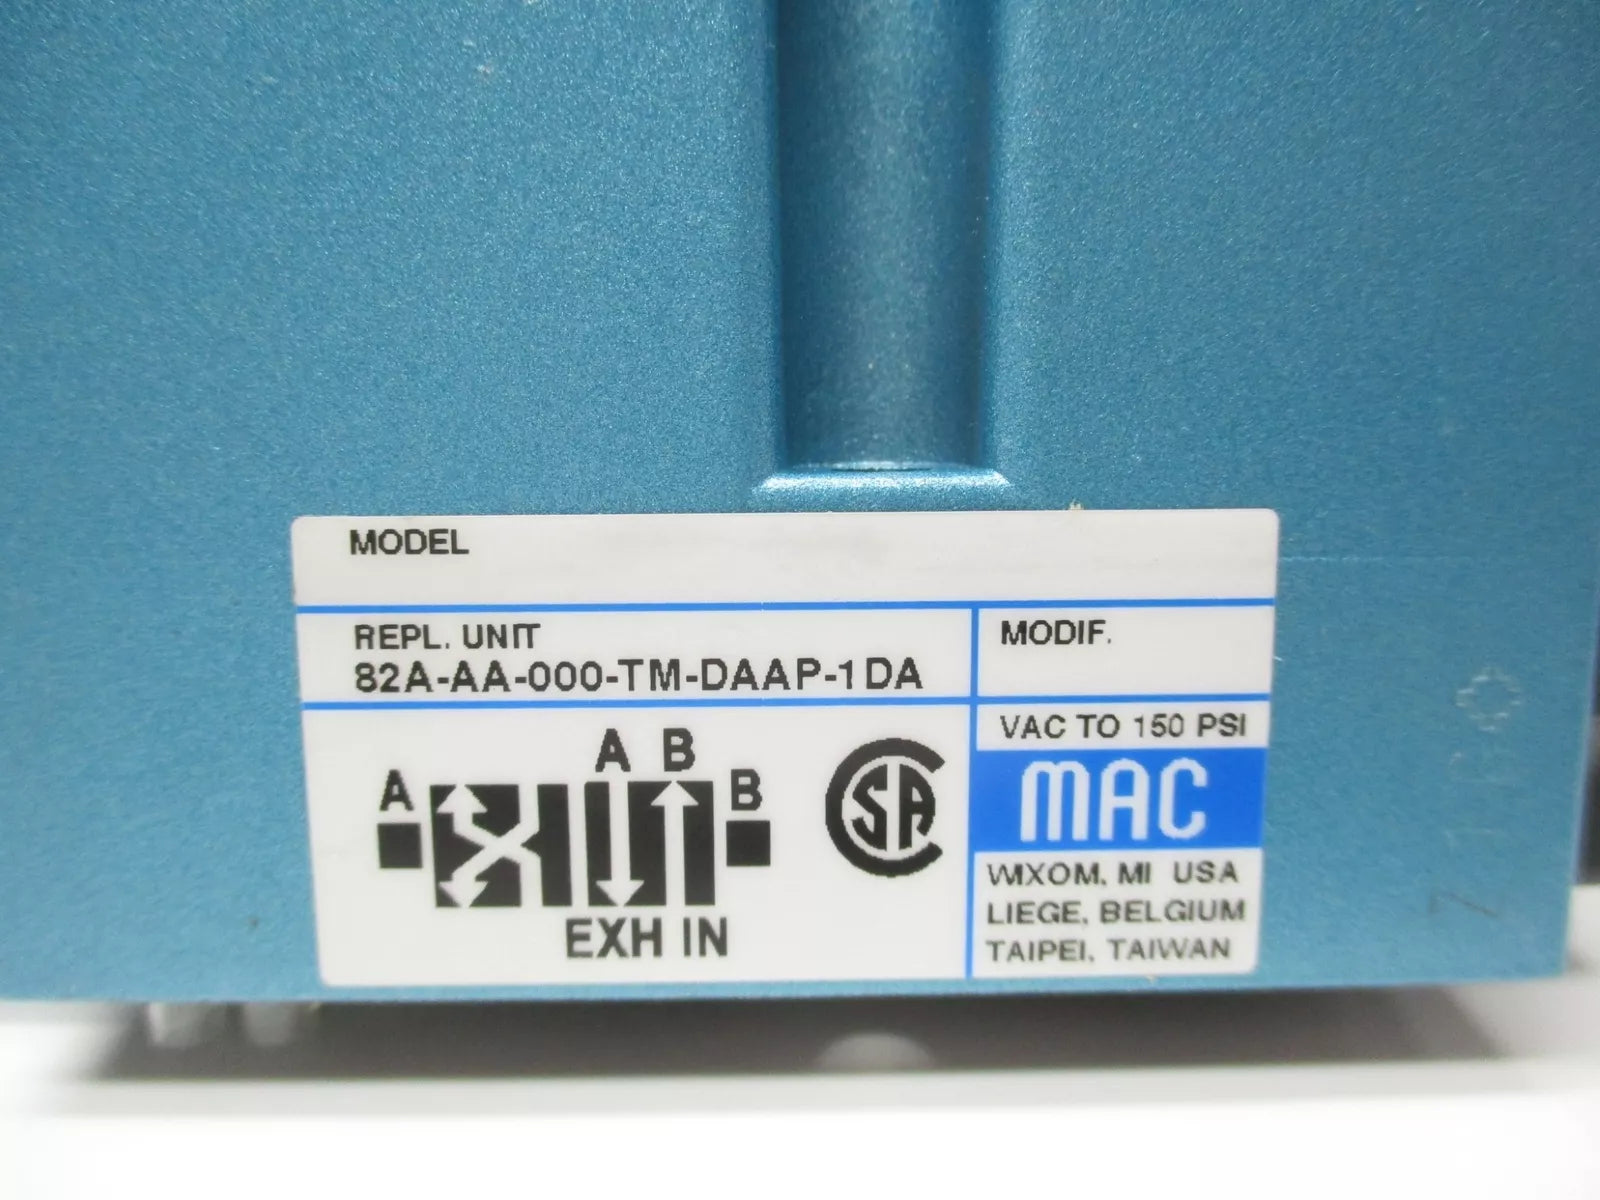 MODEL
REPL. UNIT
82A-AA-000-TM-DAAP-1DA
MODIF.
A B
A B
EXH IN
CSA
VAC TO 150 PSI
MAC
WIXOM, MI USA
LIEGE, BELGIUM
TAIPEI, TAIWAN